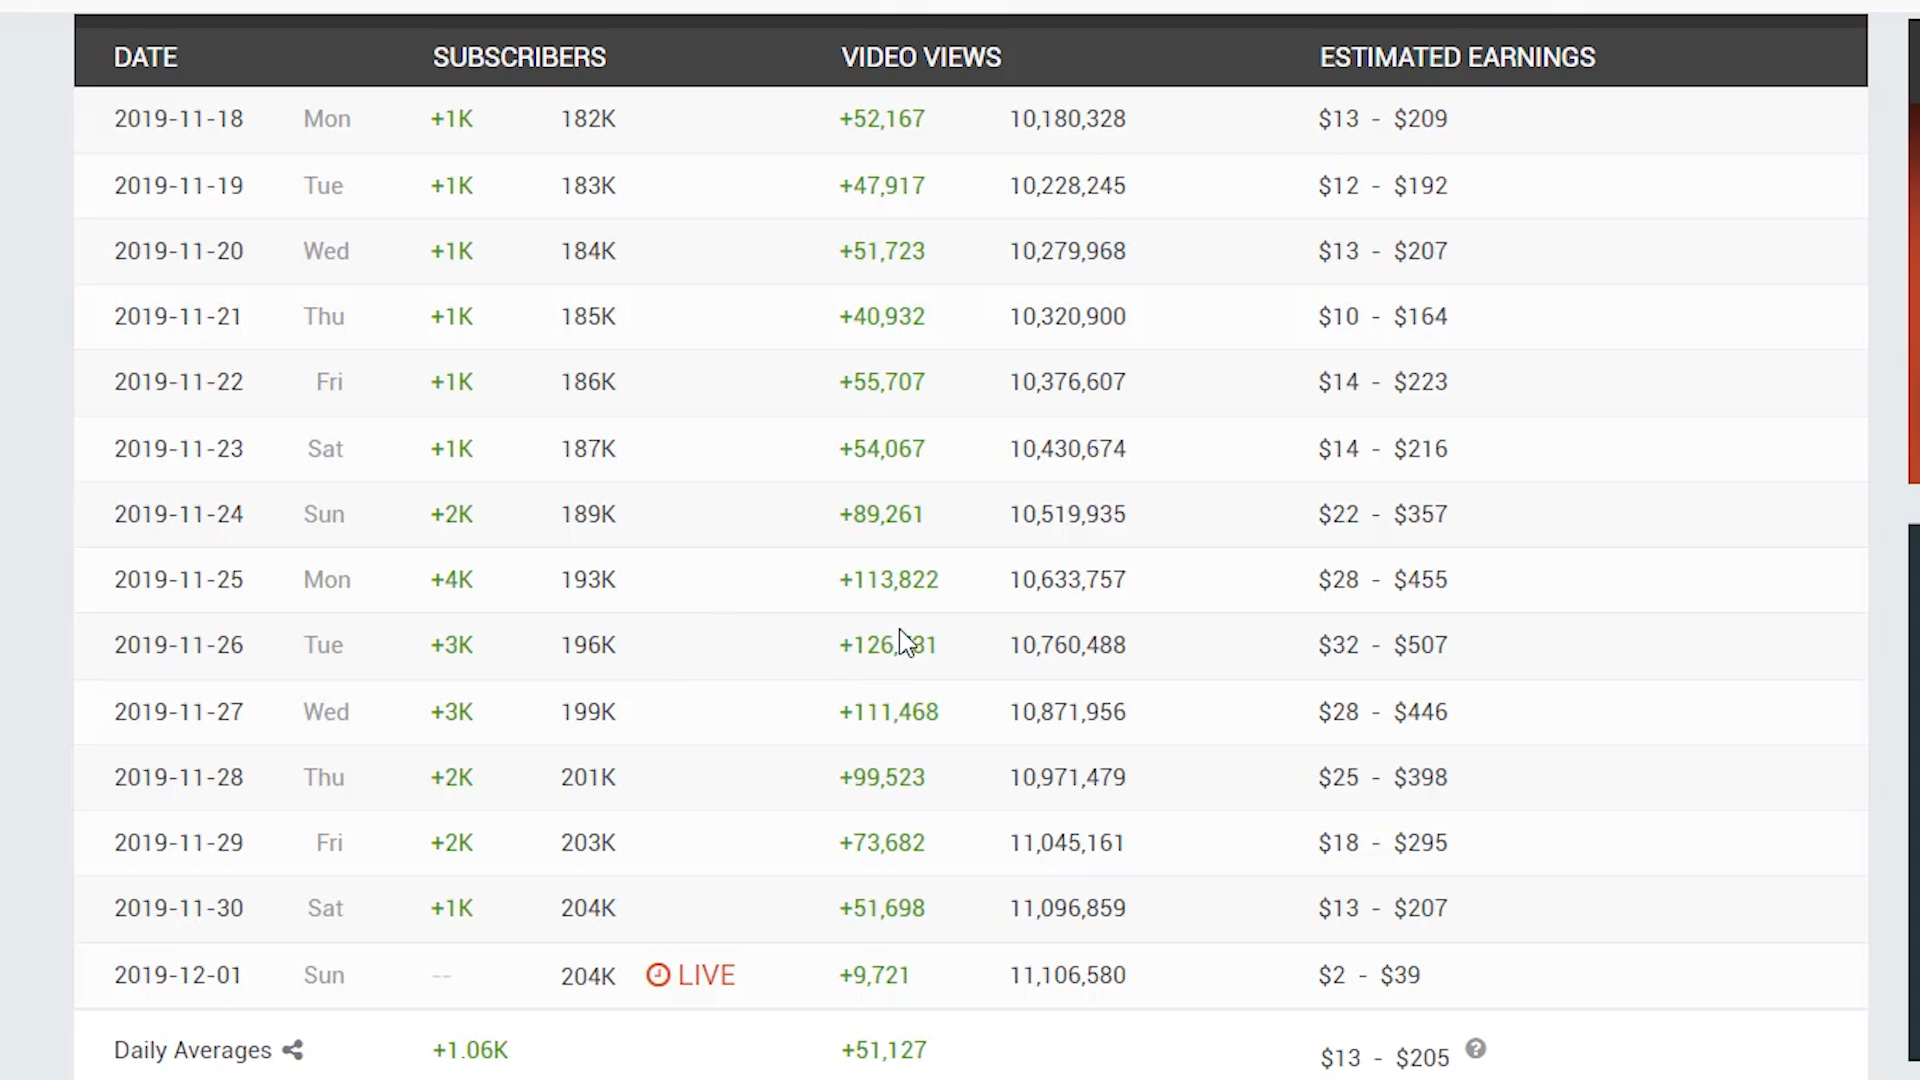 DATE SUBSCRIBERS VIDEO VIEWS ESTIMATED EARNINGS
2019-11-18 Mon +1K 182K +52,167 10,180,328 $13 - $209
2019-11-19 Tue +1K 183K +47,917 10,228,245 $12 - $192
2019-11-20 Wed +1K 184K +51,723 10,279,968 $13 - $207
2019-11-21 Thu +1K 185K +40,932 10,320,900 $10 - $164
2019-11-22 Fri +1K 186K +55,707 10,376,607 $14 - $223
2019-11-23 Sat +1K 187K +54,067 10,430,674 $14 - $216
2019-11-24 Sun +2K 189K +89,261 10,519,935 $22 - $357
2019-11-25 Mon +4K 193K +113,822 10,633,757 $28 - $455
2019-11-26 Tue +3K 196K 10,760,488 $32 - $507
2019-11-27 Wed +3K 199K +111,468 10,871,956 $28 - $446
2019-11-28 Thu +2K 201K +99,523 10,971,479 $25 - $398
2019-11-29 Fri +2K 203K +73,682 11,045,161 $18 - $295
2019-11-30 Sat +1K 204K +51,698 11,096,859 $13 - $207
2019-12-01 Sun -- 204K LIVE +9,721 11,106,580 $2 - $39
Daily Averages +1.06K +51,127 $13 - $205 ?